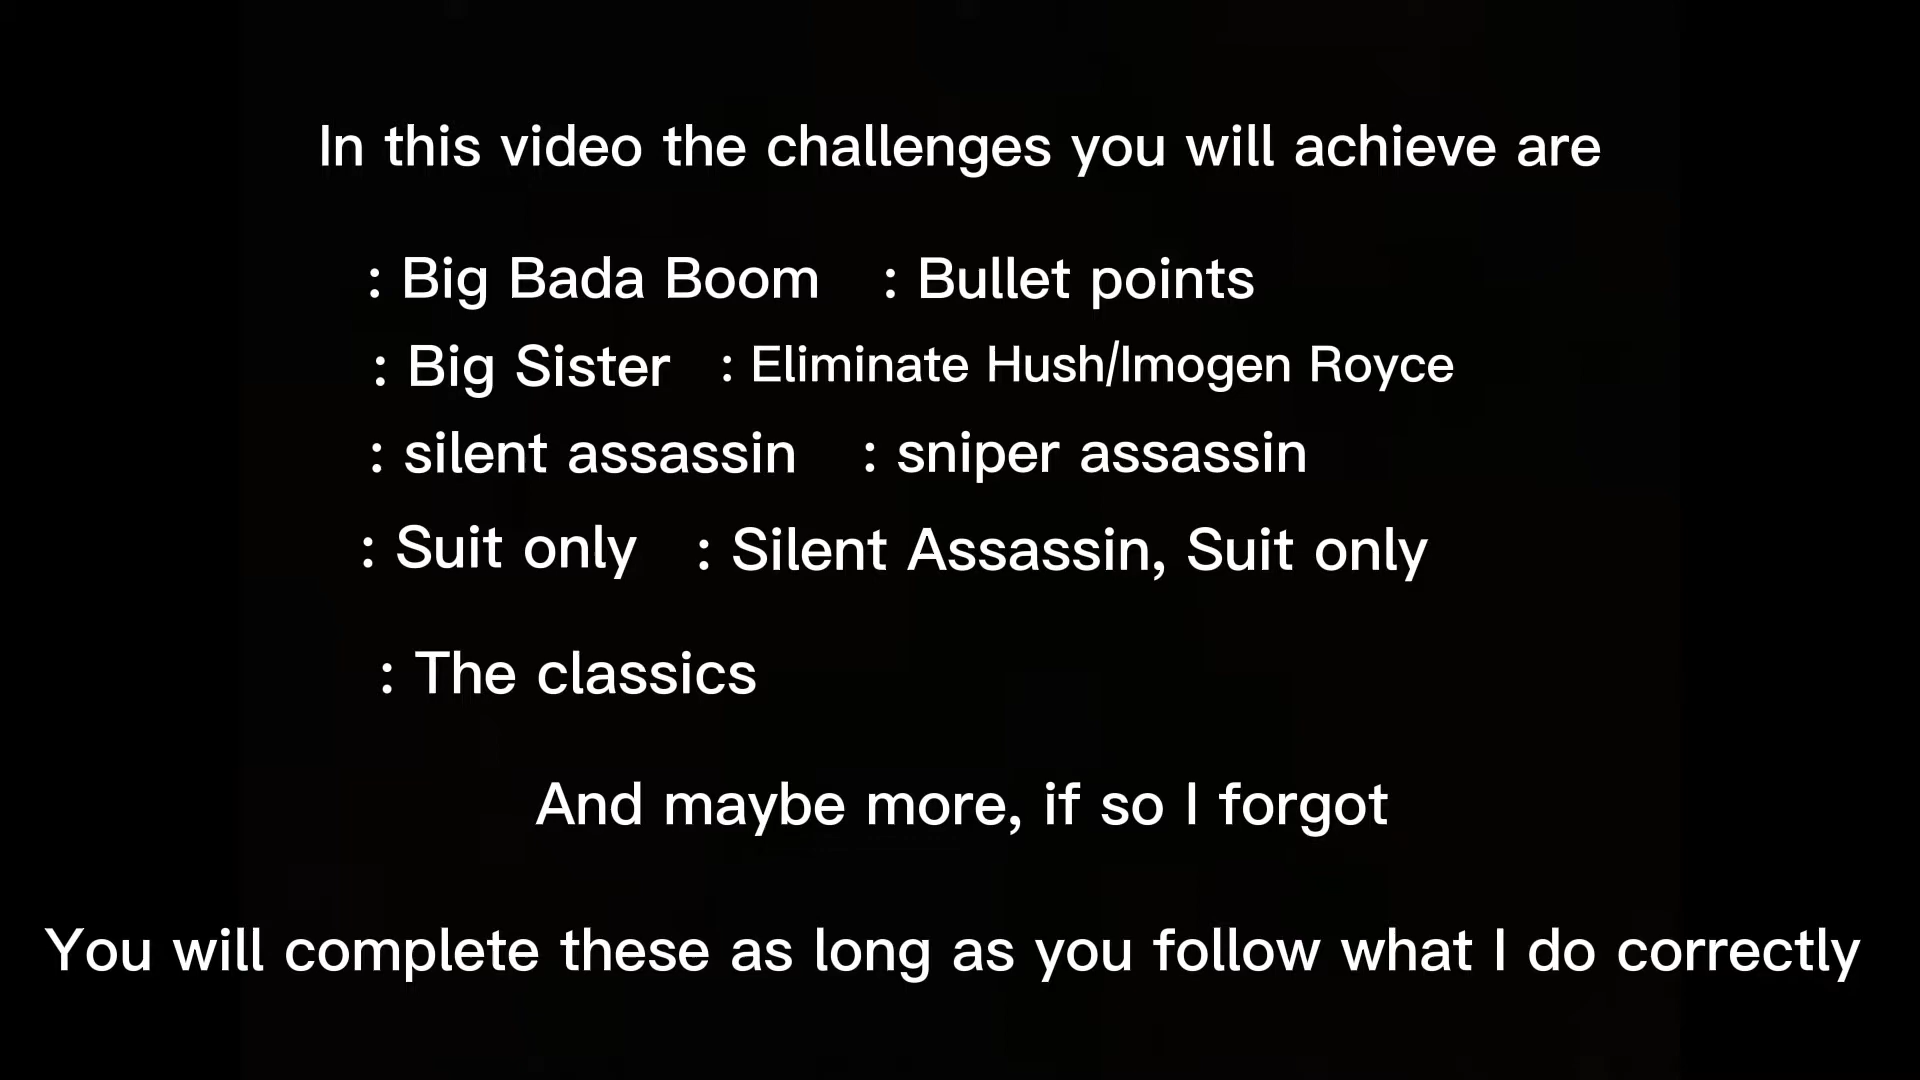 In this video the challenges you will achieve are
: Big Bada Boom : Bullet points
: Big Sister : Eliminate Hush/Imogen Royce
: silent assassin : sniper assassin
: Suit only : Silent Assassin, Suit only
: The classics
And maybe more, if so I forgot
You will complete these as long as you follow what I do correctly